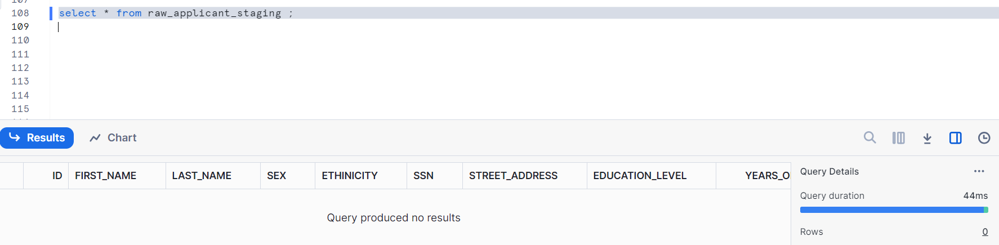 107
108 select * from raw_applicant_staging ;
109
110
111
112
113
114
115
Results Chart
ID FIRST_NAME LAST_NAME SEX ETHINICITY SSN STREET_ADDRESS EDUCATION_LEVEL YEARS_O
Query produced no results
Query Details
Query duration 44ms
Rows 0